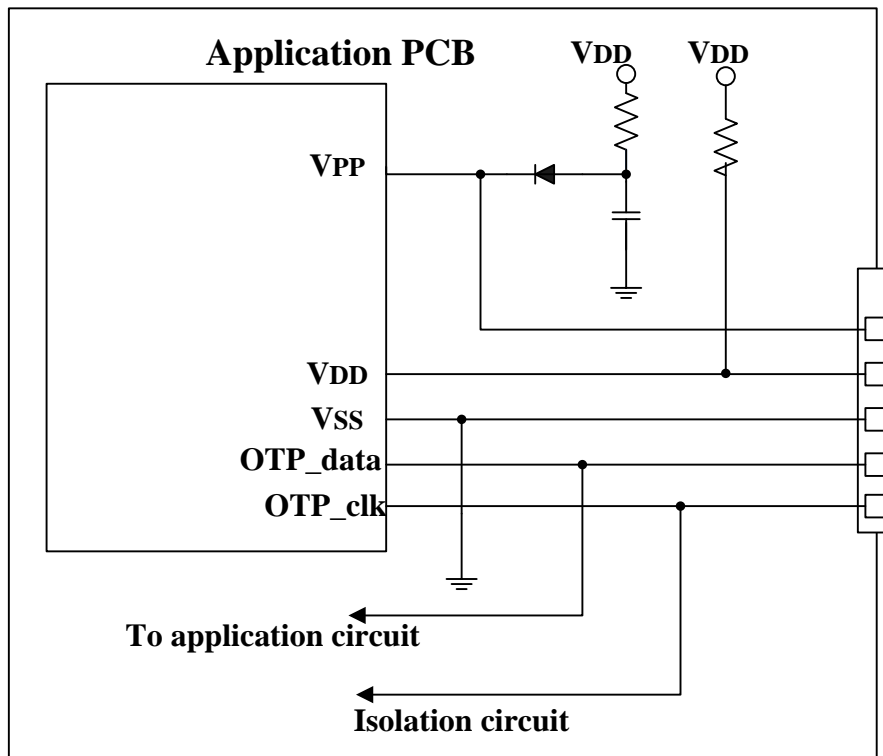 Application PCB
VDD
VDD
VPP
VDD
VSS
OTP_data
OTP_clk
To application circuit
Isolation circuit